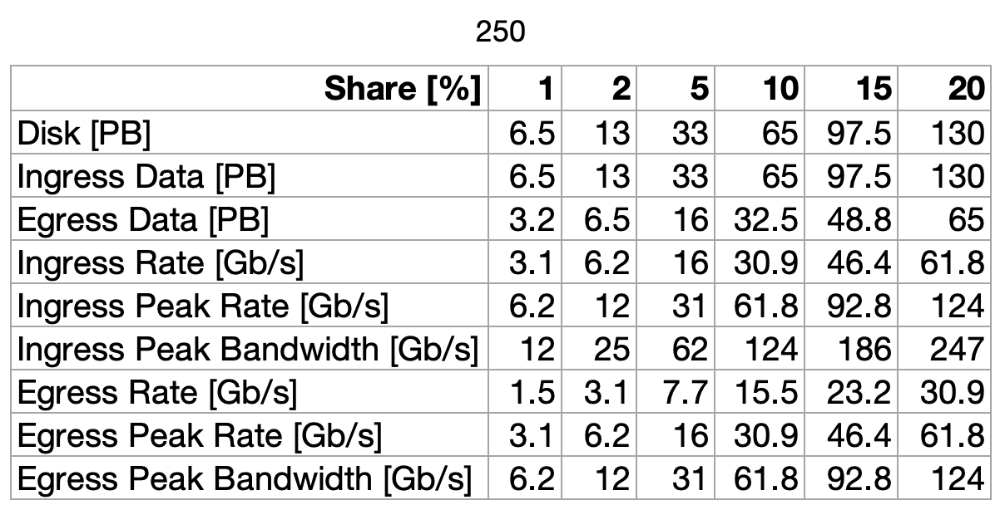 250
Share [%] 1 2 5 10 15 20
Disk [PB] 6.5 13 33 65 97.5 130
Ingress Data [PB] 6.5 13 33 65 97.5 130
Egress Data [PB] 3.2 6.5 16 32.5 48.8 65
Ingress Rate [Gb/s] 3.1 6.2 16 30.9 46.4 61.8
Ingress Peak Rate [Gb/s] 6.2 12 31 61.8 92.8 124
Ingress Peak Bandwidth [Gb/s] 12 25 62 124 186 247
Egress Rate [Gb/s] 1.5 3.1 7.7 15.5 23.2 30.9
Egress Peak Rate [Gb/s] 3.1 6.2 16 30.9 46.4 61.8
Egress Peak Bandwidth [Gb/s] 6.2 12 31 61.8 92.8 124